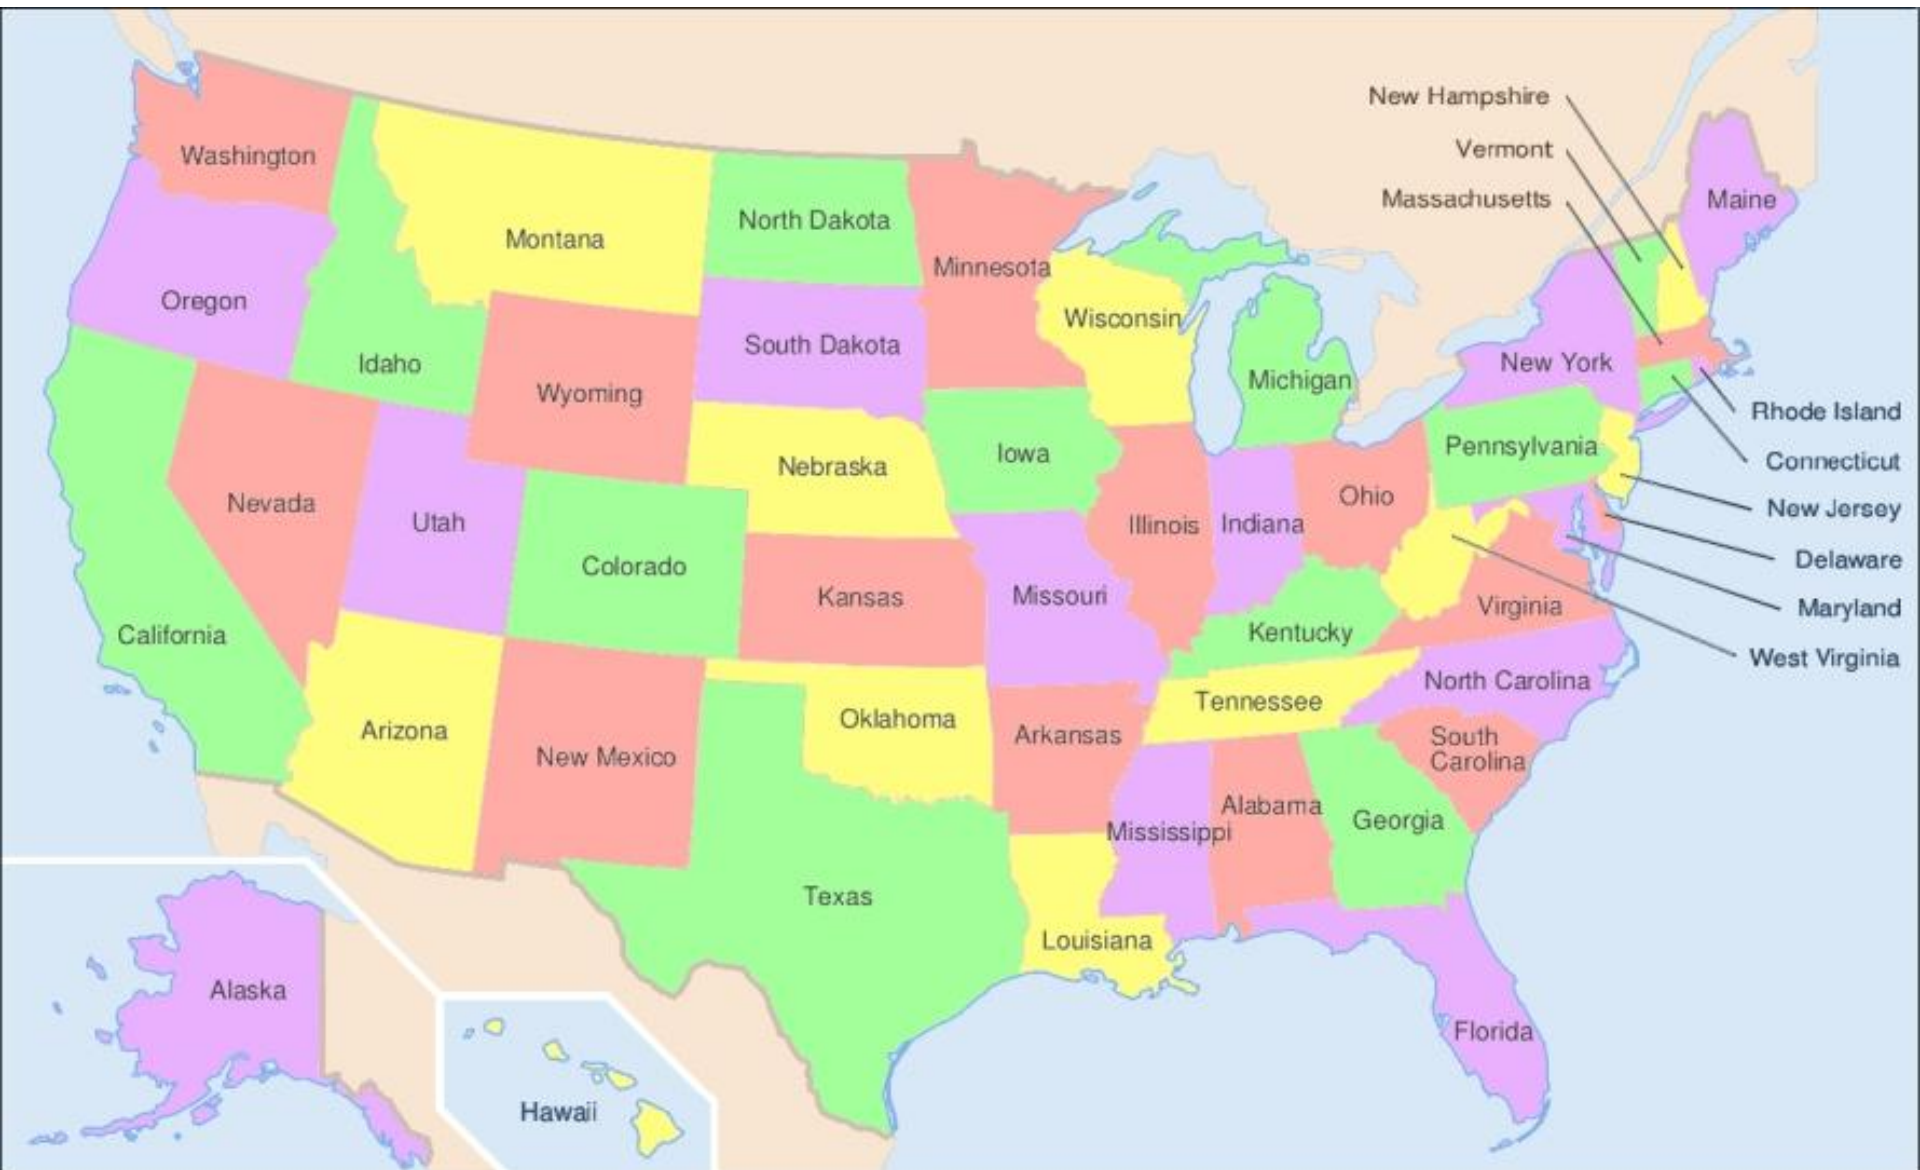 New Hampshire
Vermont
Massachusetts
Washington
Maine
Montana
North Dakota
Minnesota
Oregon
Wisconsin
South Dakota
Idaho
Wyoming
Michigan
New York
Rhode Island
Nebraska
Iowa
Pennsylvania
Connecticut
Nevada
Utah
Illinois
Indiana
Ohio
New Jersey
Colorado
Kansas
Missouri
Delaware
California
Kentucky
Virginia
Maryland
West Virginia
Arizona
New Mexico
Oklahoma
Arkansas
Tennessee
North Carolina
South
Carolina
Texas
Mississippi
Alabama
Georgia
Louisiana
Alaska
Florida
Hawaii